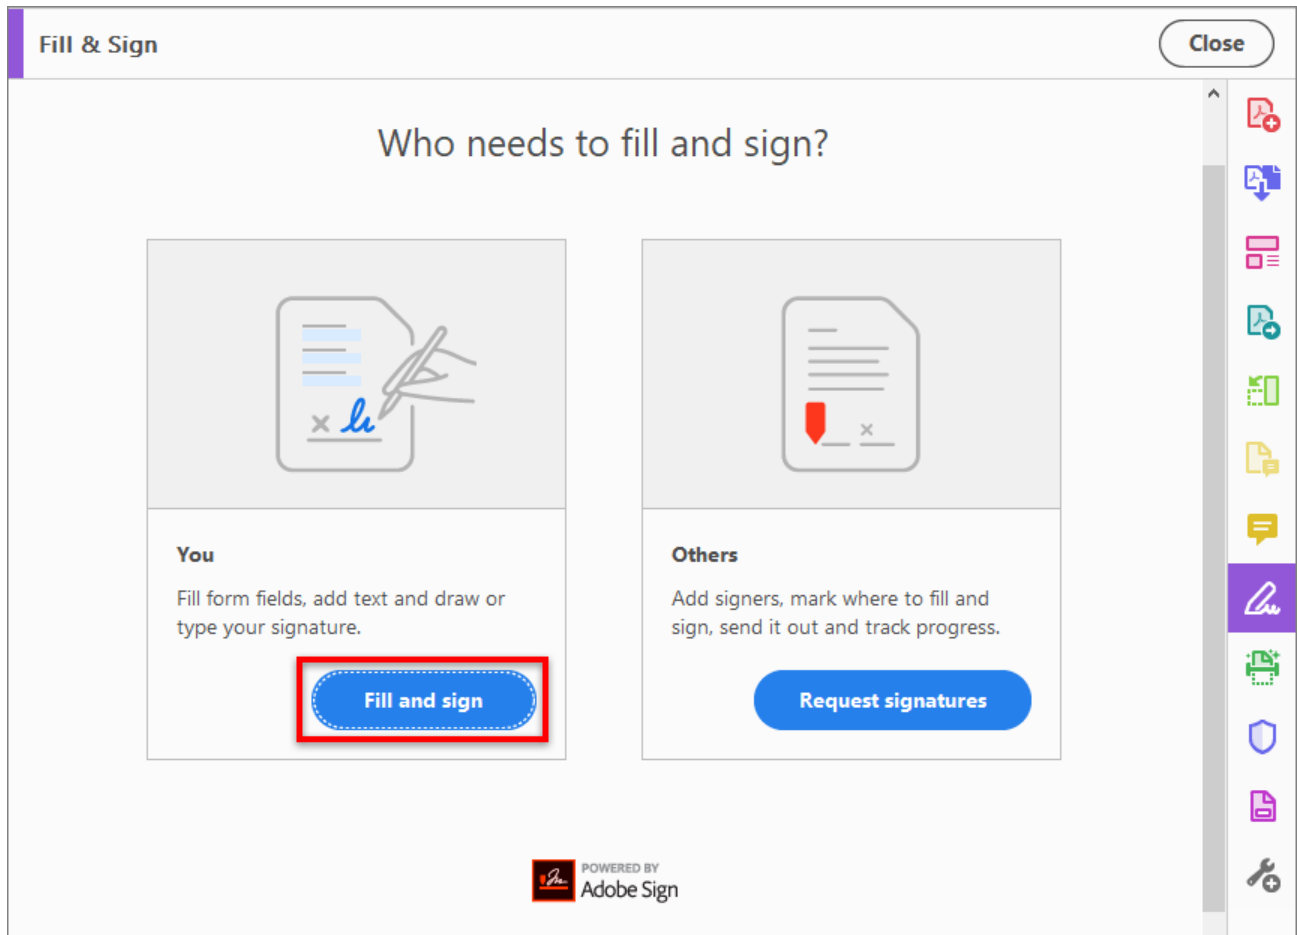 Fill & Sign
Close
Who needs to fill and sign?
You
Fill form fields, add text and draw or
type your signature.
Fill and sign
Others
Add signers, mark where to fill and
sign, send it out and track progress.
Request signatures
POWERED BY
Adobe Sign